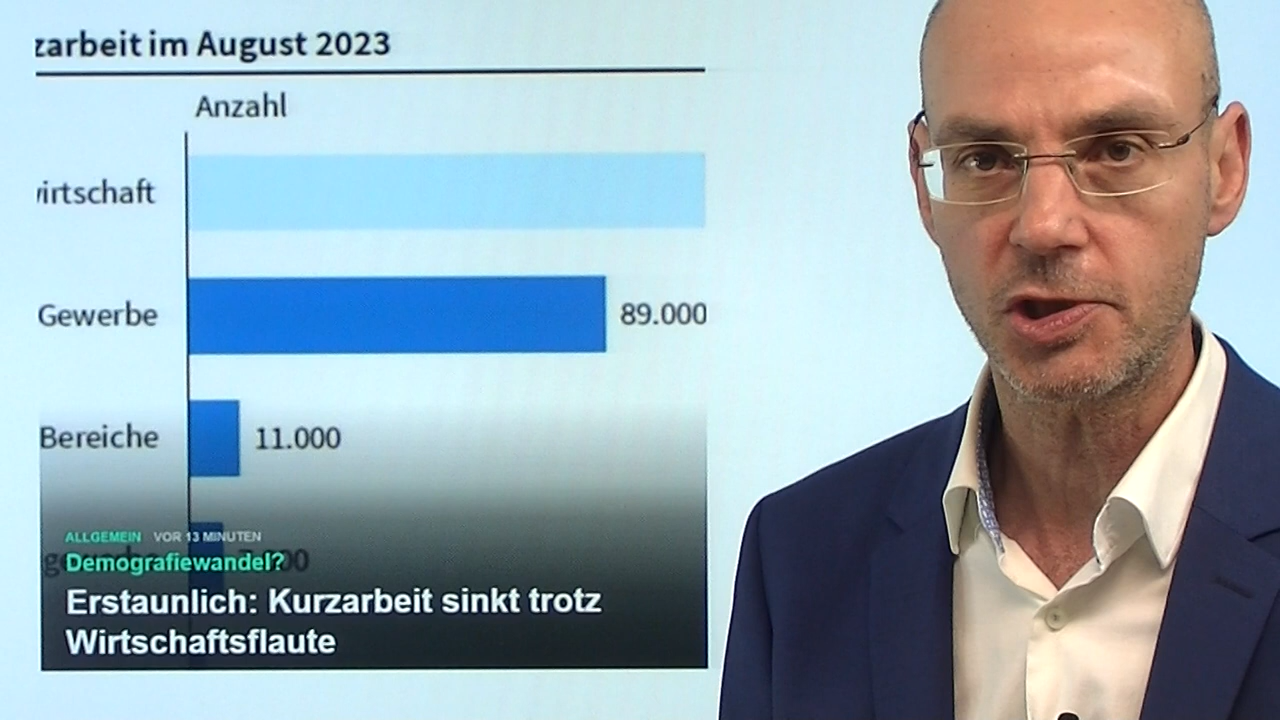 zarbeit im August 2023
Anzahl
wirtschaft
Gewerbe
89.000
Bereiche
11.000
ALLGEMEIN VOR 13 MINUTEN
Demografiewandel?
Erstaunlich: Kurzarbeit sinkt trotz
Wirtschaftsflaute